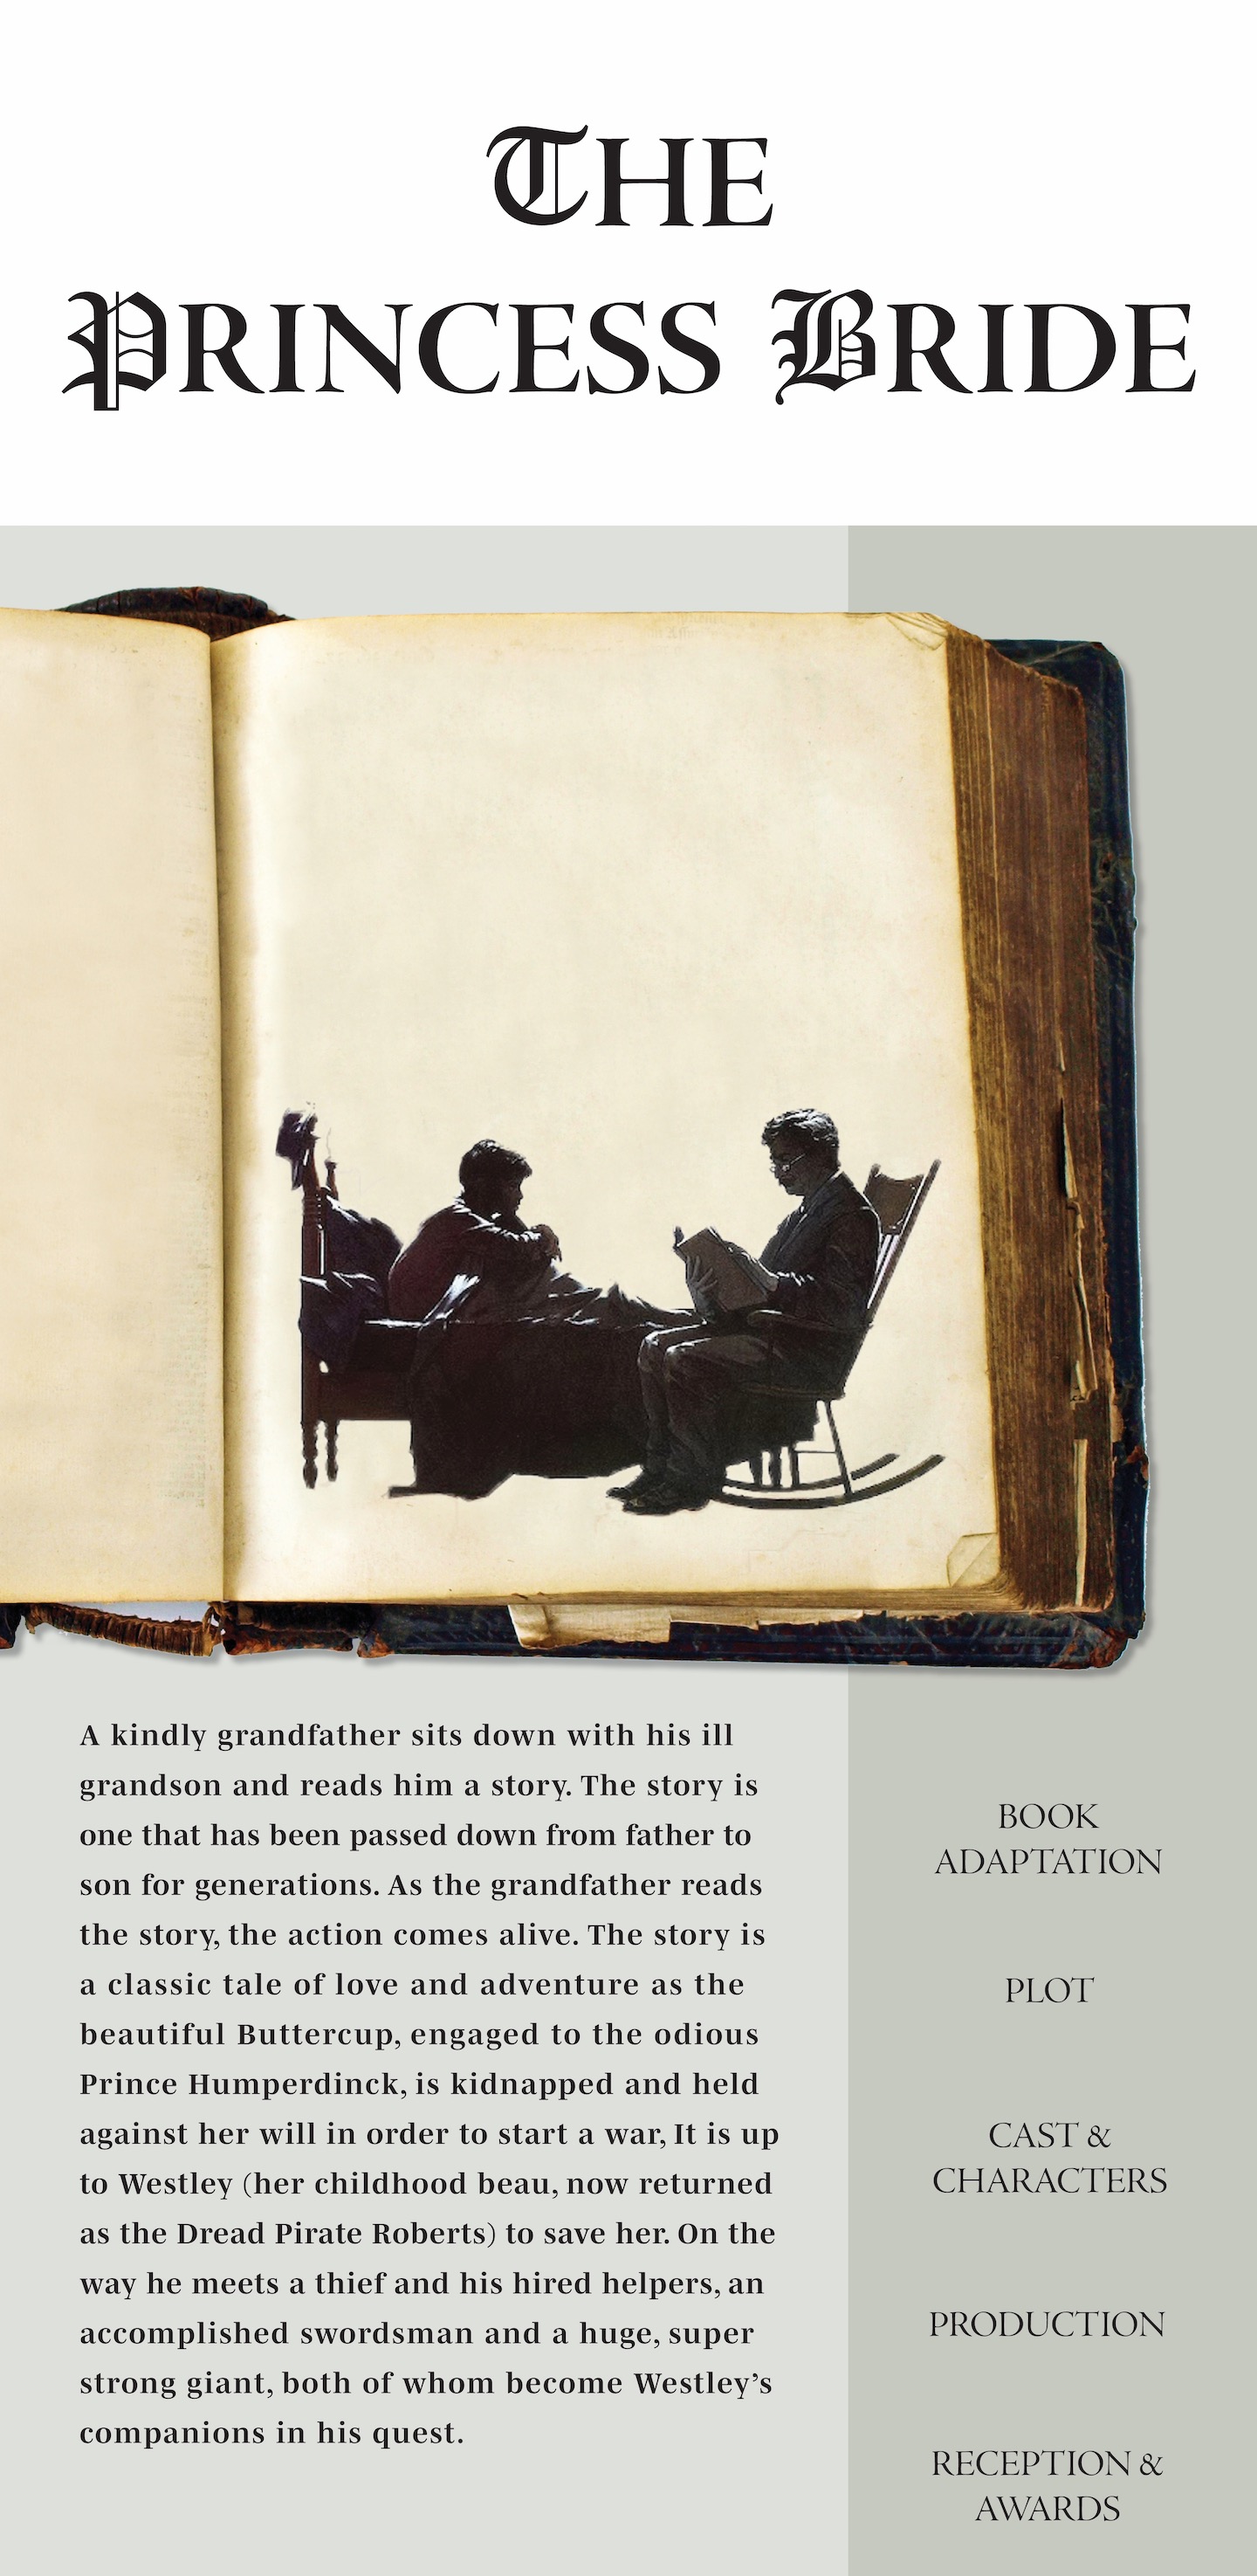 THE
PRINCESS BRIDE
A kindly grandfather sits down with his ill
grandson and reads him a story. The story is
one that has been passed down from father to
son for generations. As the grandfather reads
the story, the action comes alive. The story is
a classic tale of love and adventure as the
beautiful Buttercup, engaged to the odious
Prince Humperdinck, is kidnapped and held
against her will in order to start a war, It is up
to Westley (her childhood beau, now returned
as the Dread Pirate Roberts) to save her. On the
way he meets a thief and his hired helpers, an
accomplished swordsman and a huge, super
strong giant, both of whom become Westley’s
companions in his quest.
BOOK
ADAPTATION
PLOT
CAST &
CHARACTERS
PRODUCTION
RECEPTION &
AWARDS